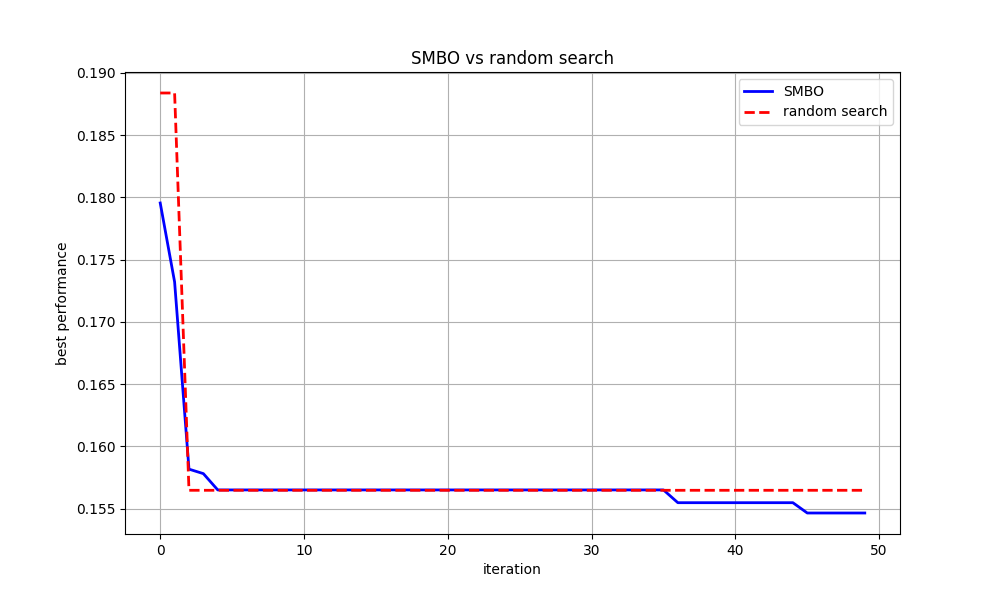 SMBO vs random search
SMBO
random search
best performance
0.190
0.185
0.180
0.175
0.170
0.165
0.160
0.155
0 10 20 30 40 50
iteration